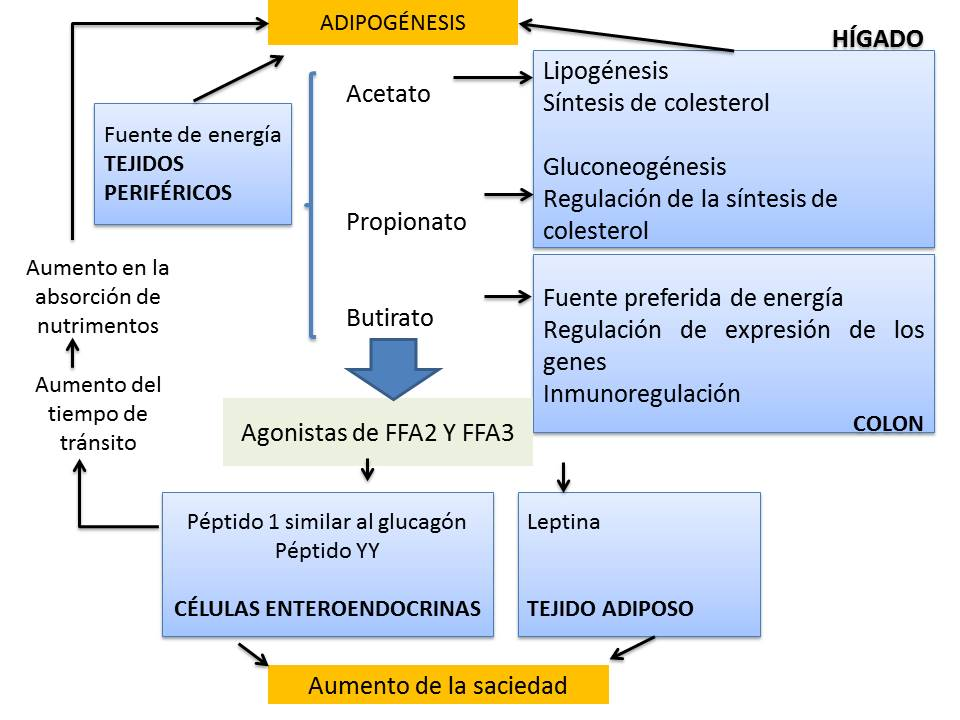 ADIPOGÉNESIS
HÍGADO
Fuente de energía
TEJIDOS
PERIFÉRICOS
Acetato
Propionato
Butirato
Lipogénesis
Síntesis de colesterol
Gluconeogénesis
Regulación de la síntesis de
colesterol
Fuente preferida de energía
Regulación de expresión de los
genes
Inmunoregulación
COLON
Aumento en la
absorción de
nutrimentos
Aumento del
tiempo de
tránsito
Agonistas de FFA2 Y FFA3
Péptido 1 similar al glucagón
Péptido YY
CÉLULAS ENTEROENDOCRINAS
Leptina
TEJIDO ADIPOSO
Aumento de la saciedad